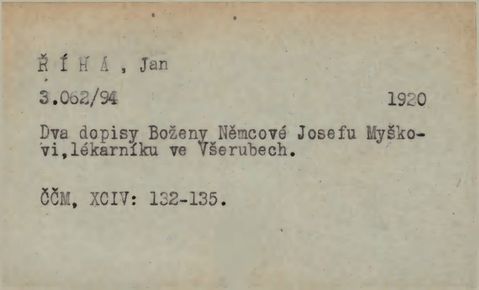 ŘÍHA, Jan
3.062/94 1920
Dva dopisy Boženy Němcové Josefu Myško-
vi,lékarníku ve Všerubech.
ČČM, XCIV: 132-135.